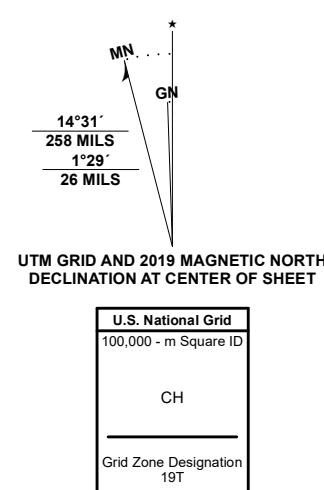 ★
MN
GN
14°31´
258 MILS
1°29´
26 MILS
UTM GRID AND 2019 MAGNETIC NORTH
DECLINATION AT CENTER OF SHEET
U.S. National Grid
100,000 - m Square ID
CH
Grid Zone Designation
19T